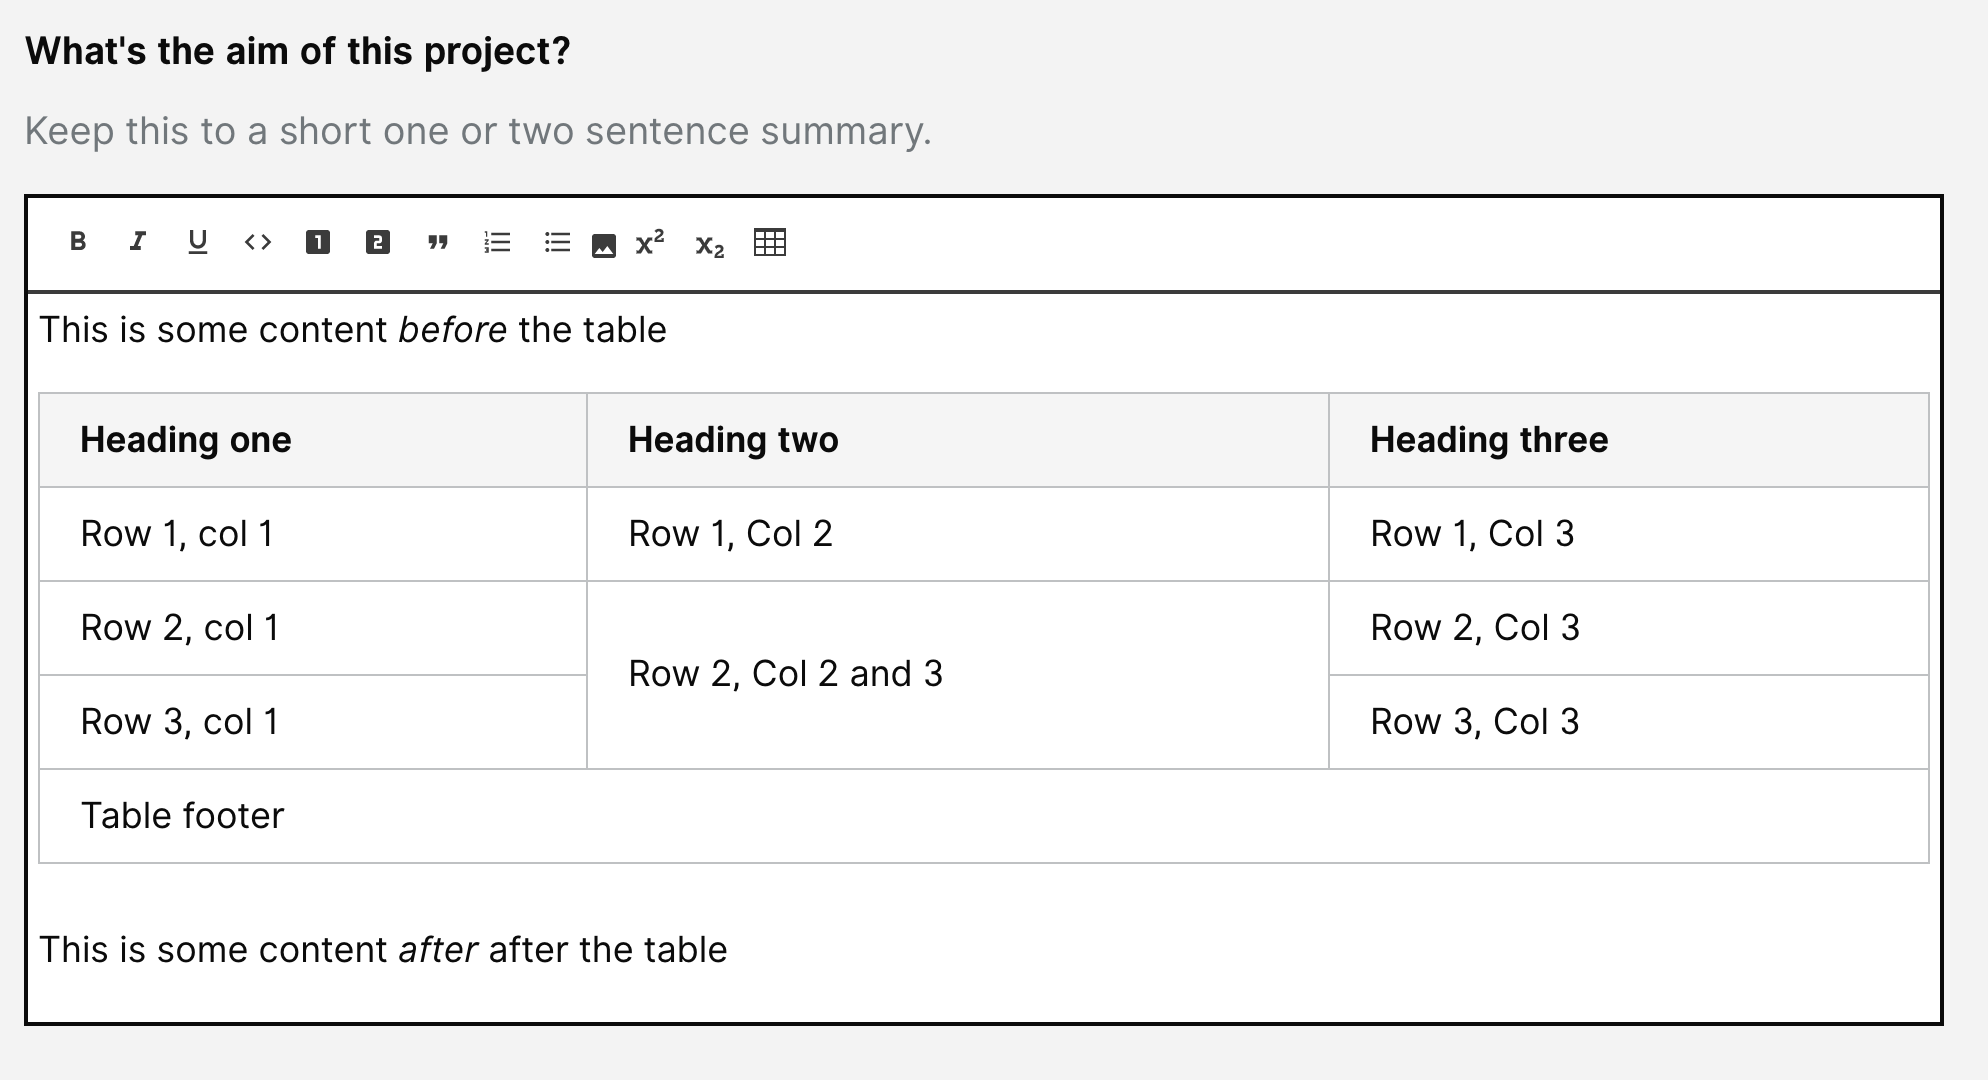 What's the aim of this project?
Keep this to a short one or two sentence summary.
B I U <> 1 2 ” x² x₂
This is some content before the table
Heading one Heading two Heading three
Row 1, col 1 Row 1, Col 2 Row 1, Col 3
Row 2, col 1 Row 2, Col 3
Row 2, Col 2 and 3
Row 3, col 1 Row 3, Col 3
Table footer
This is some content after after the table